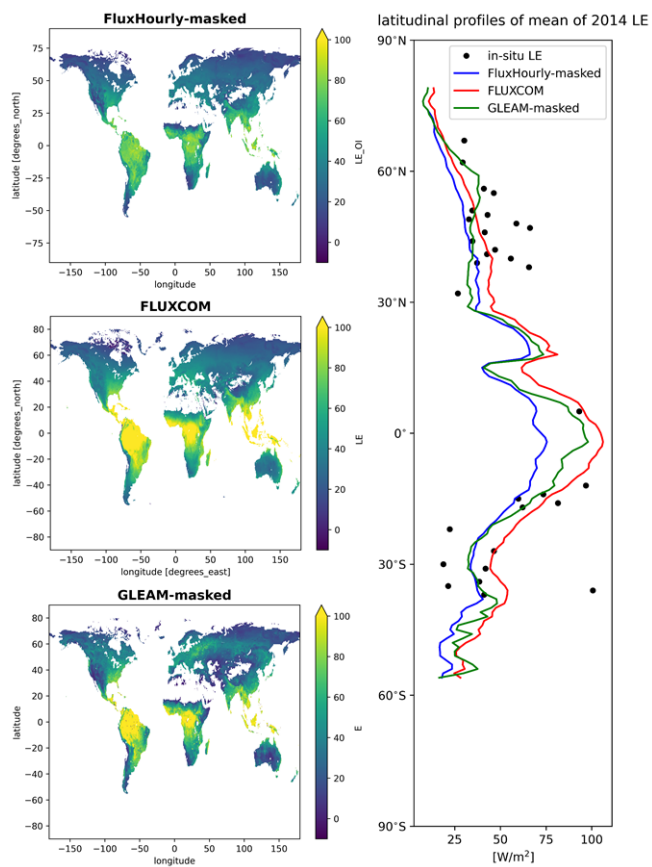 FluxHourly-masked
75
50
25
0
−25
−50
−75
latitude [degrees_north]
−150 −100 −50 0 50 100 150
longitude
100
80
60
40
20
0
LE_OI
FLUXCOM
80
60
40
20
0
−20
−40
−60
−80
latitude [degrees_north]
−150 −100 −50 0 50 100 150
longitude [degrees_east]
100
80
60
40
20
0
LE
GLEAM-masked
80
60
40
20
0
−20
−40
−60
−80
latitude
−150 −100 −50 0 50 100 150
longitude
100
80
60
40
20
0
E
latitudinal profiles of mean of 2014 LE
90°N
60°N
30°N
0°
30°S
60°S
90°S
in-situ LE
FluxHourly-masked
FLUXCOM
GLEAM-masked
25 50 75 100
[W/m²]